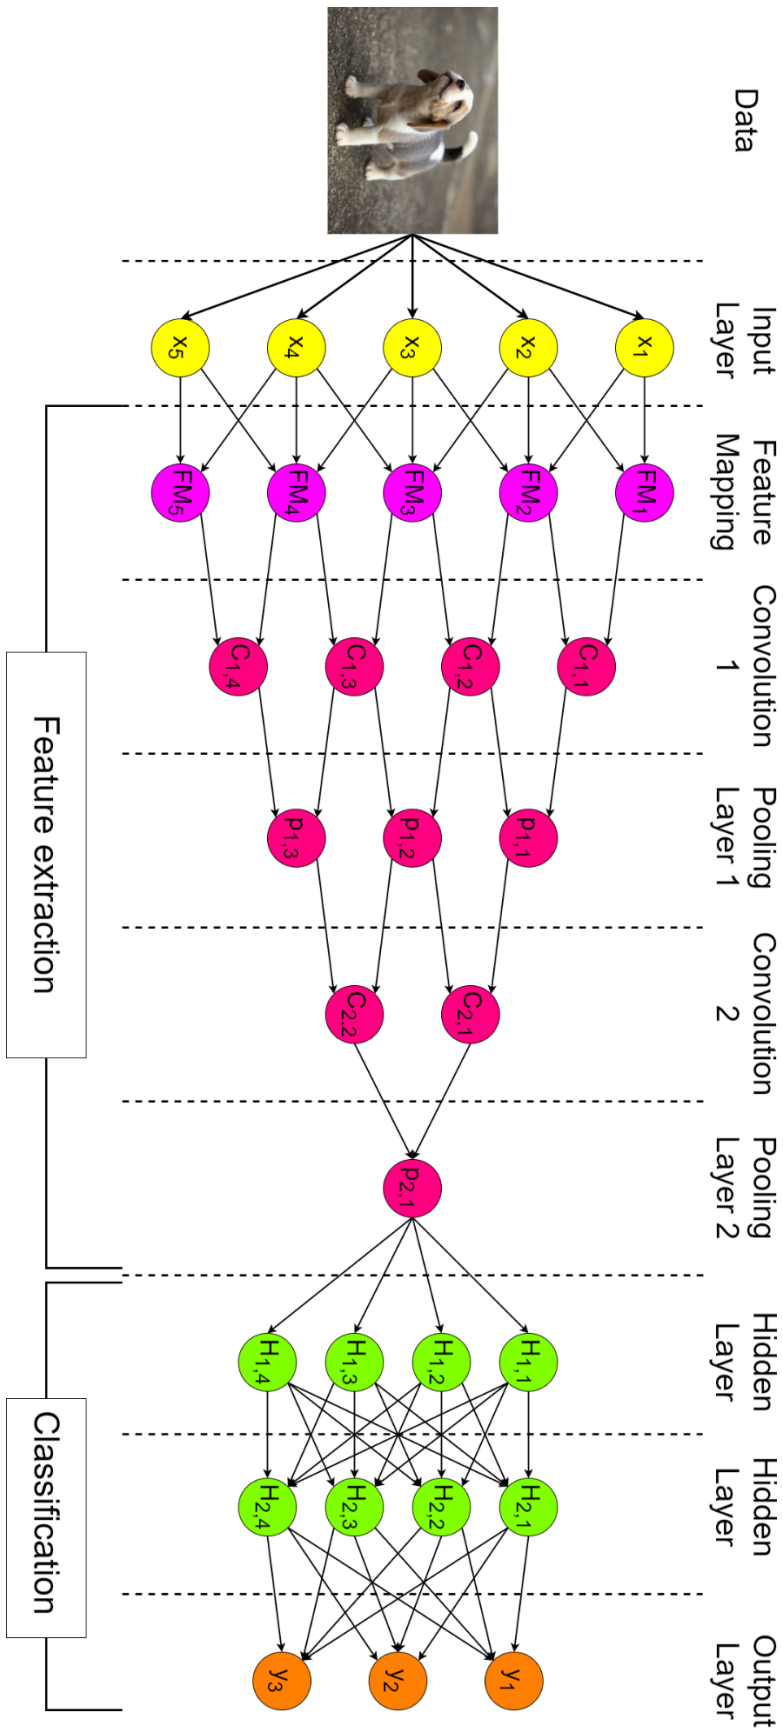 Data
Input
Layer
Feature
Mapping
Convolution
1
Pooling
Layer 1
Convolution
2
Pooling
Layer 2
Hidden
Layer
Hidden
Layer
Output
Layer
x1
x2
x3
x4
x5
FM1
FM2
FM3
FM4
FM5
C1,1
C1,2
C1,3
C1,4
p1,1
p1,2
p1,3
C2,1
C2,2
p2,1
H1,1
H1,2
H1,3
H1,4
H2,1
H2,2
H2,3
H2,4
y1
y2
y3
Feature extraction
Classification